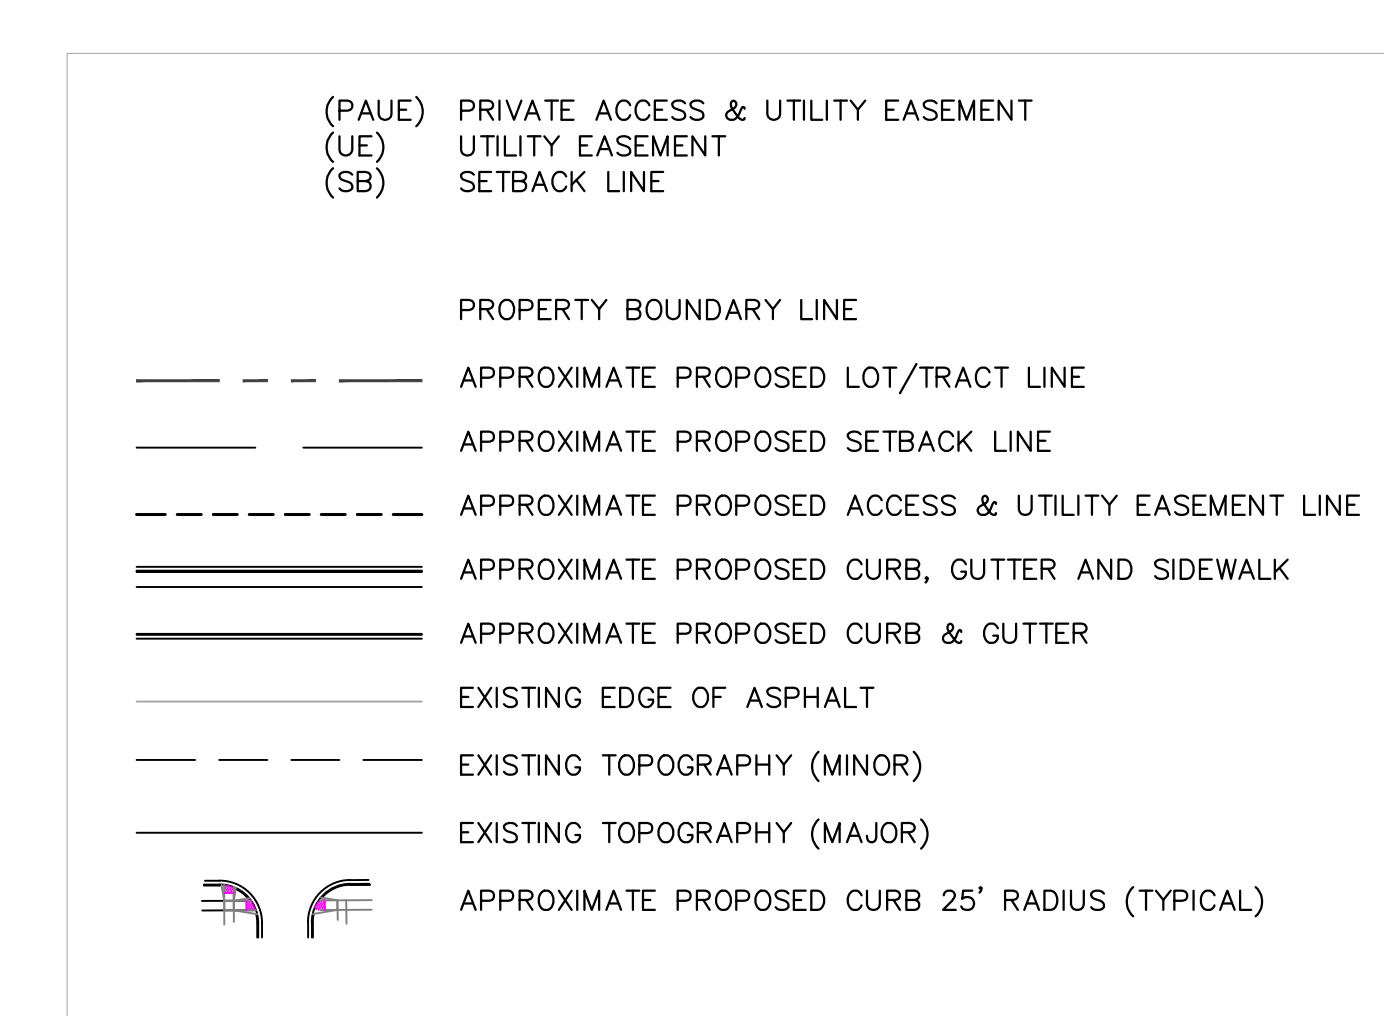 (PAUE) PRIVATE ACCESS & UTILITY EASEMENT
(UE) UTILITY EASEMENT
(SB) SETBACK LINE
PROPERTY BOUNDARY LINE
APPROXIMATE PROPOSED LOT/TRACT LINE
APPROXIMATE PROPOSED SETBACK LINE
APPROXIMATE PROPOSED ACCESS & UTILITY EASEMENT LINE
APPROXIMATE PROPOSED CURB, GUTTER AND SIDEWALK
APPROXIMATE PROPOSED CURB & GUTTER
EXISTING EDGE OF ASPHALT
EXISTING TOPOGRAPHY (MINOR)
EXISTING TOPOGRAPHY (MAJOR)
APPROXIMATE PROPOSED CURB 25' RADIUS (TYPICAL)